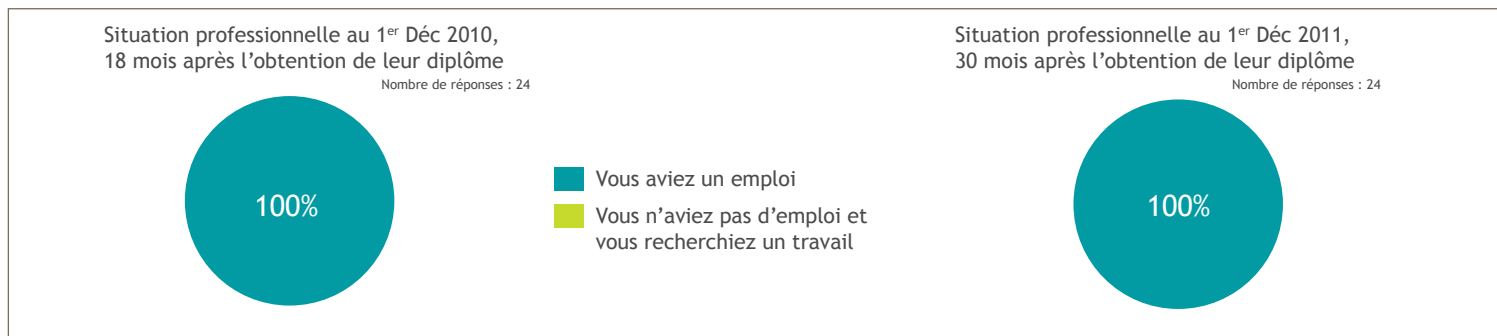 Situation professionnelle au 1er Déc 2010,
18 mois après l’obtention de leur diplôme
Nombre de réponses : 24
100%
Vous aviez un emploi
Vous n’aviez pas d’emploi et
vous recherchiez un travail
Situation professionnelle au 1er Déc 2011,
30 mois après l’obtention de leur diplôme
Nombre de réponses : 24
100%